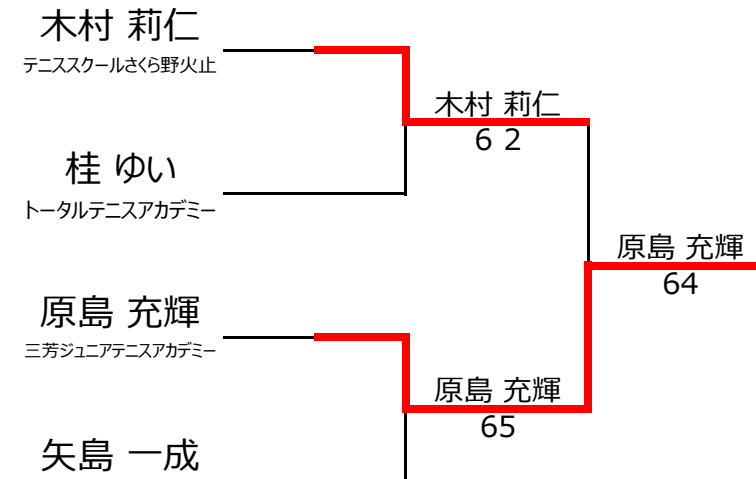 木村 莉仁
テニススクールさくら野火止
木村 莉仁
6 2
桂 ゆい
トータルテニスアカデミー
原島 充輝
64
原島 充輝
三芳ジュニアテニスアカデミー
原島 充輝
65
矢島 一成